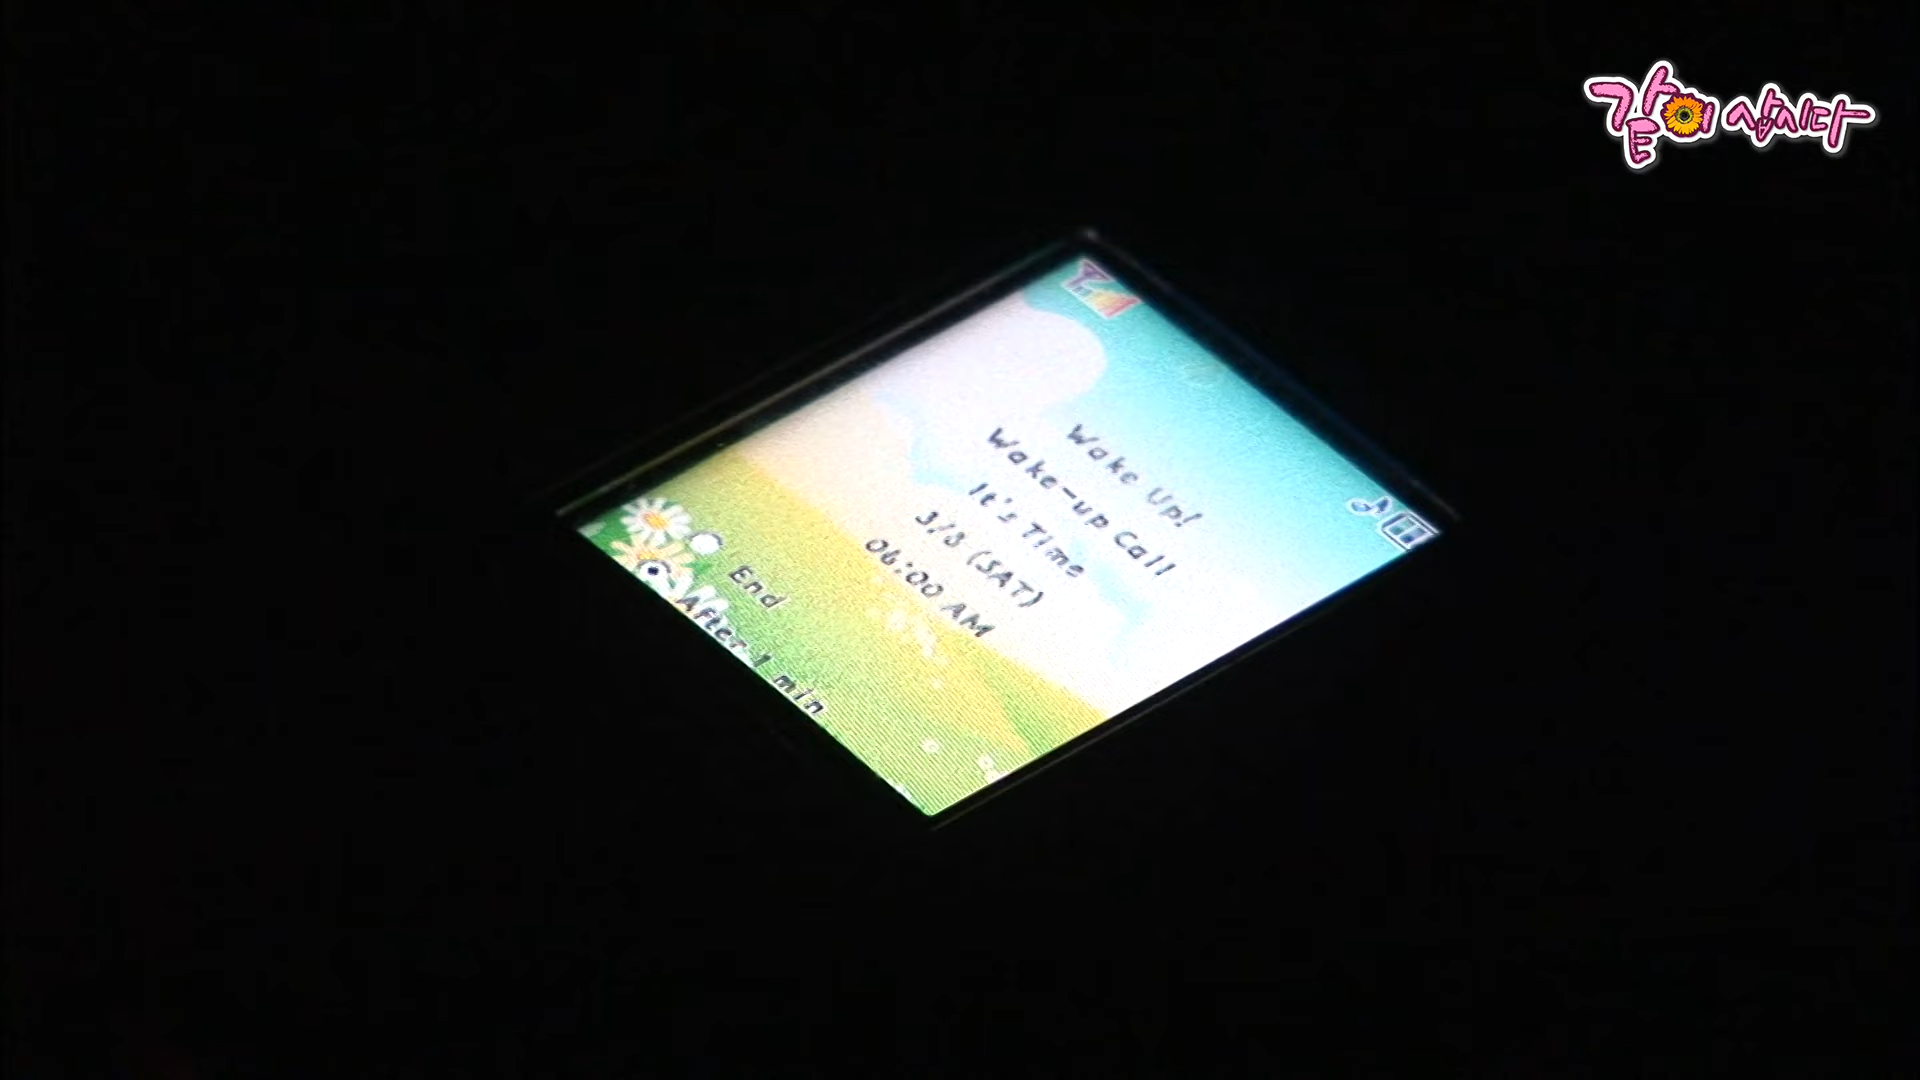 같이 삽시다
Wake Up!
Wake-up Call
It's Time
3/8 (SAT)
06:00 AM
End
After 1 min